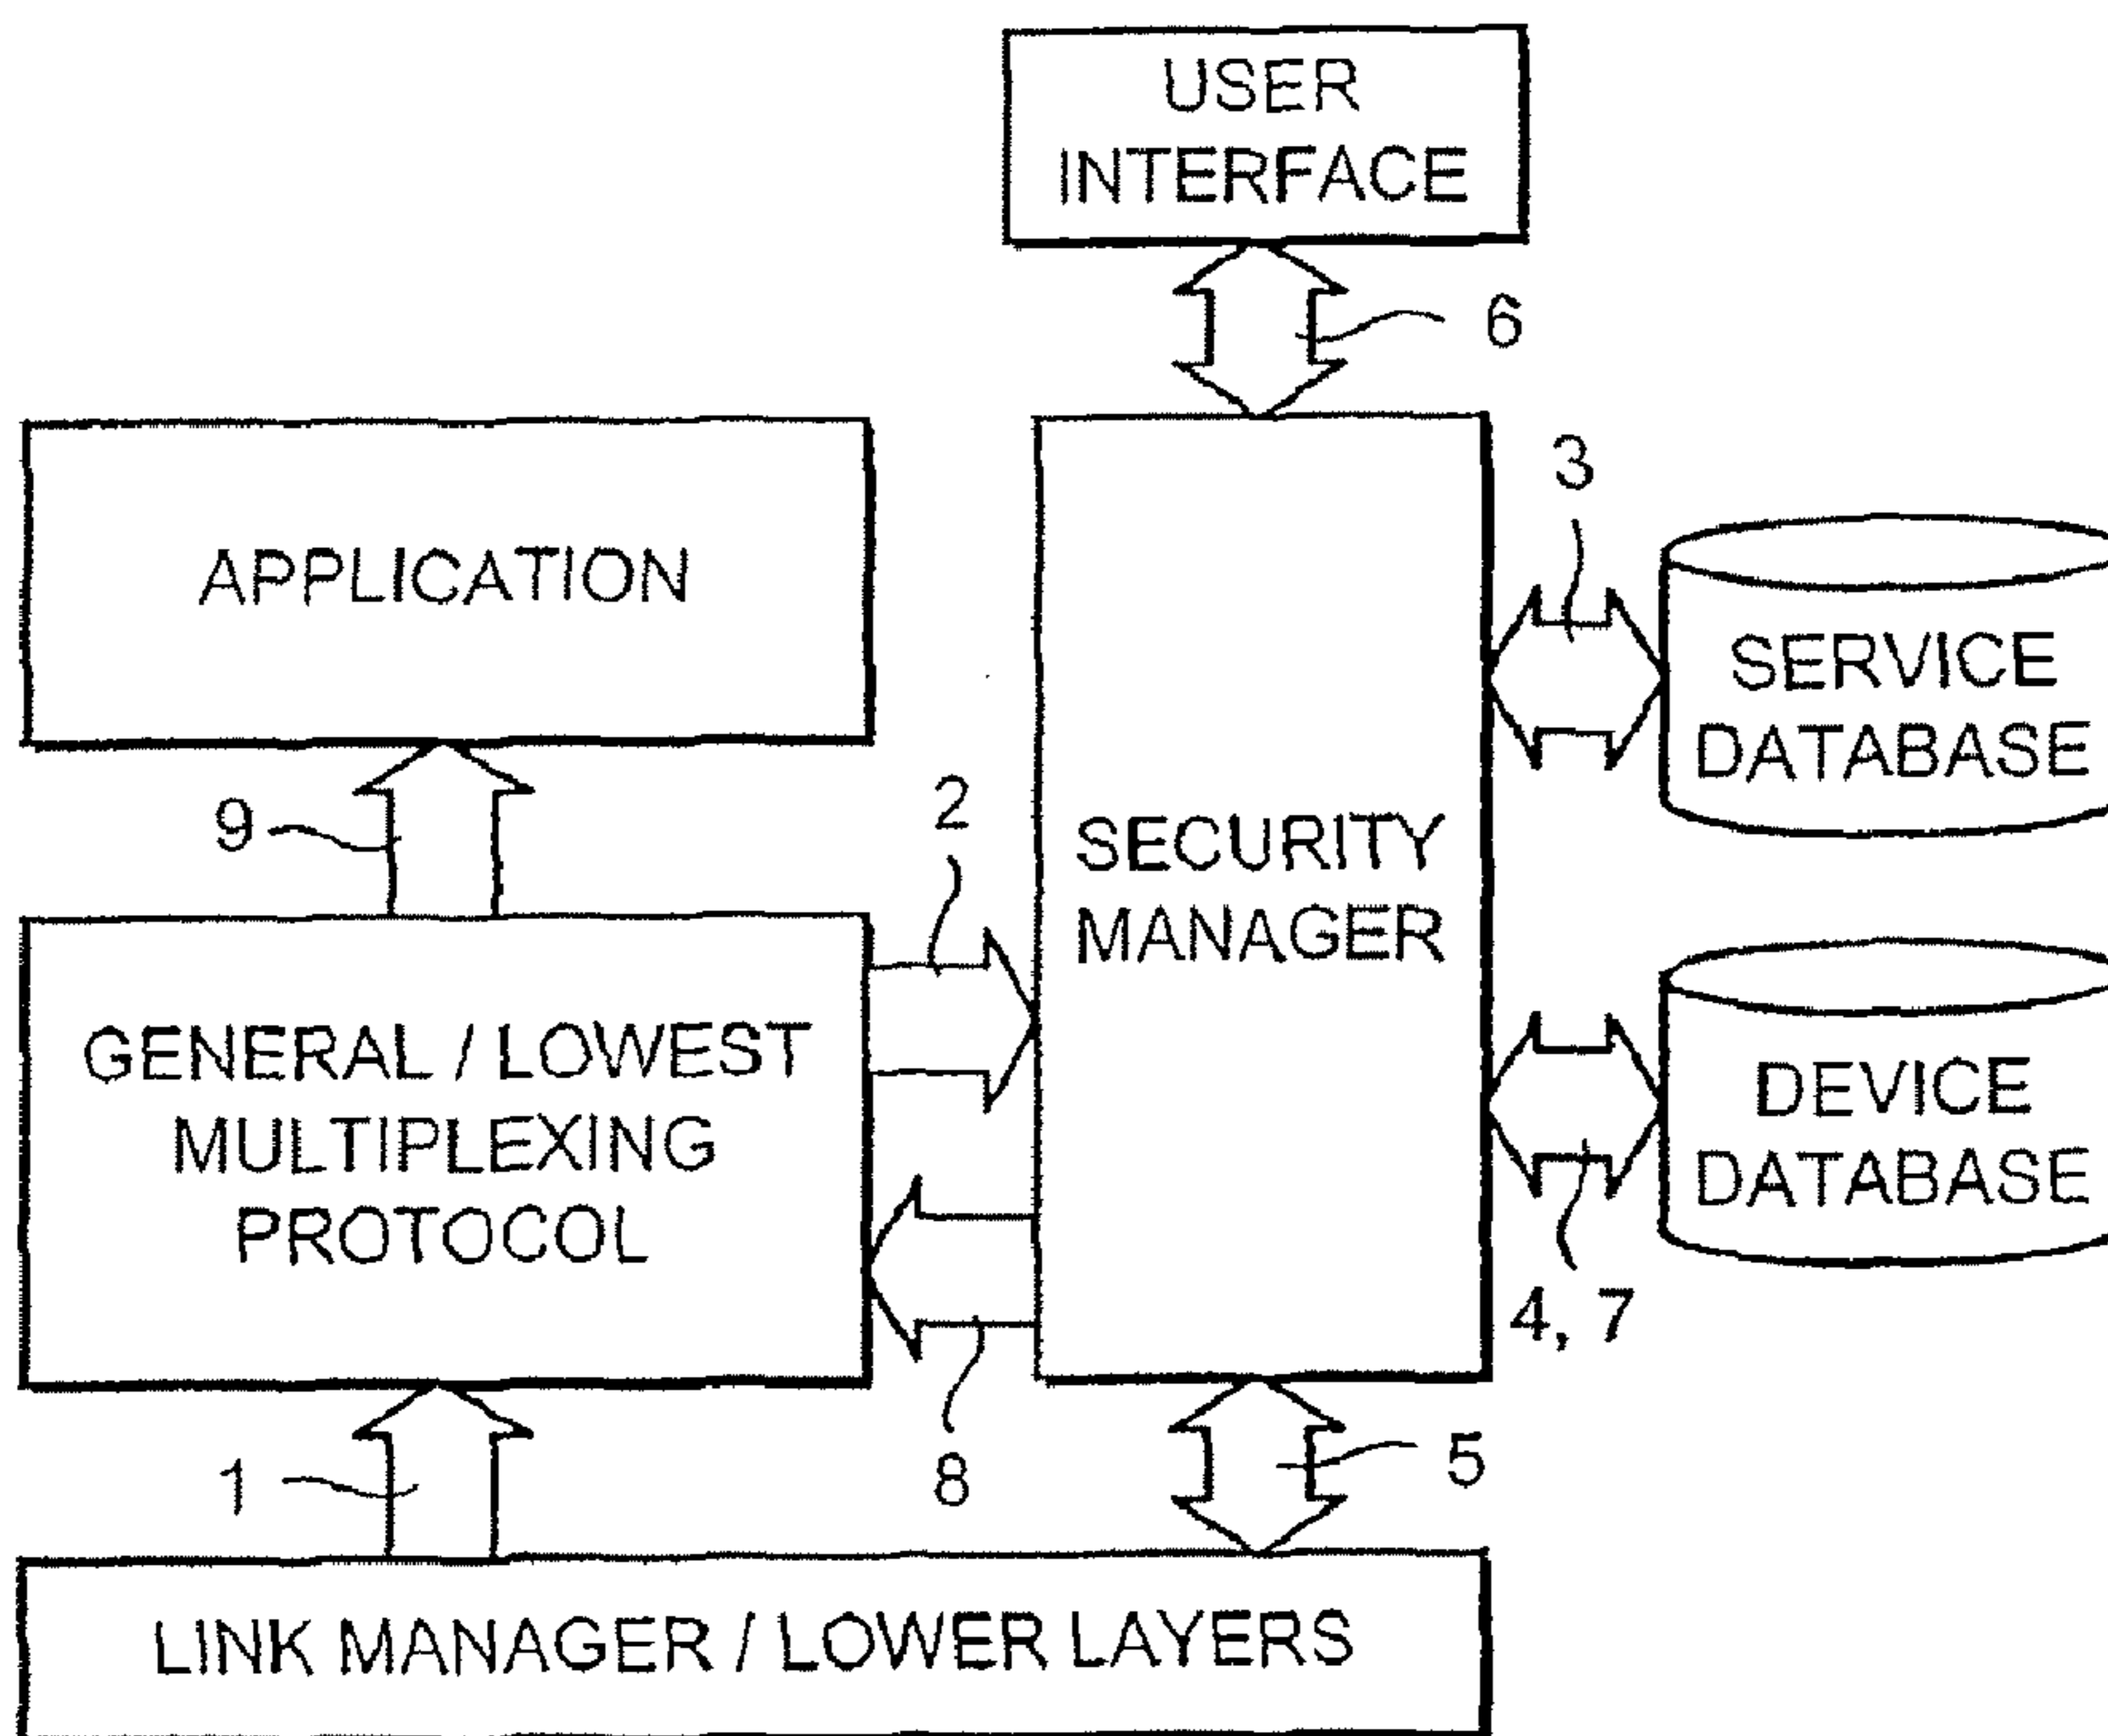 USER
INTERFACE
6
3
APPLICATION
SERVICE
DATABASE
9
2
SECURITY
MANAGER
GENERAL / LOWEST
MULTIPLEXING
PROTOCOL
DEVICE
DATABASE
4, 7
1
8
5
LINK MANAGER / LOWER LAYERS